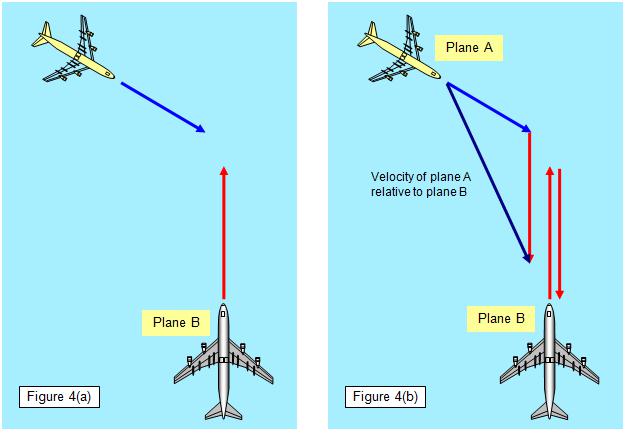 Plane B
Figure 4(a)
Plane A
Velocity of plane A
relative to plane B
Plane B
Figure 4(b)